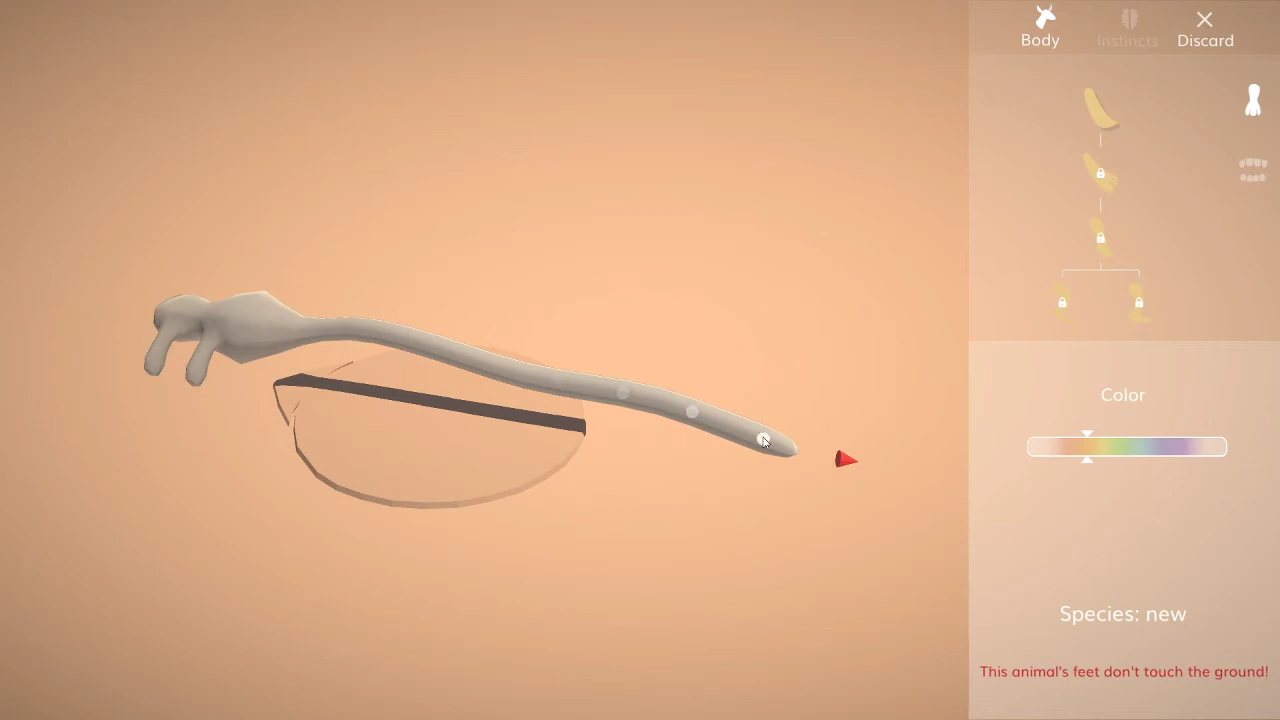 Body
Instincts
Discard
Color
Species: new
This animal's feet don't touch the ground!